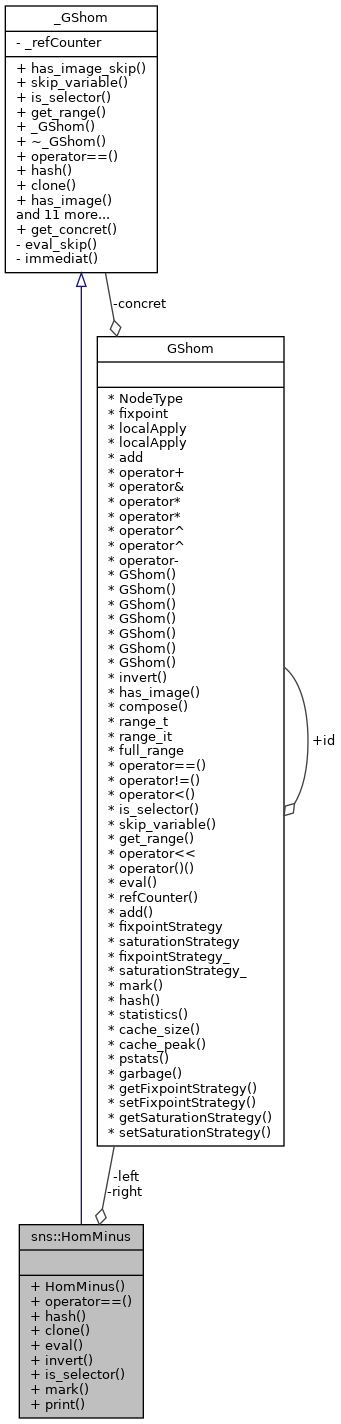 _GShom
- _refCounter
+ has_image_skip()
+ skip_variable()
+ is_selector()
+ get_range()
+ _GShom()
+ ~_GShom()
+ operator==()
+ hash()
+ clone()
+ has_image()
and 11 more...
+ get_concret()
- eval_skip()
- immediat()
-concret
GShom
* NodeType
* fixpoint
* localApply
* localApply
* add
* operator+
* operator&
* operator*
* operator*
* operator^
* operator^
* operator-
* GShom()
* GShom()
* GShom()
* GShom()
* GShom()
* GShom()
* GShom()
* invert()
* has_image()
* compose()
* range_t
* range_it
* full_range
* operator==()
* operator!=()
* operator<()
* is_selector()
* skip_variable()
* get_range()
* operator<<
* operator()()
* eval()
* refCounter()
* add()
* fixpointStrategy
* saturationStrategy
* fixpointStrategy_
* saturationStrategy_
* mark()
* hash()
* statistics()
* cache_size()
* cache_peak()
* pstats()
* garbage()
* getFixpointStrategy()
* setFixpointStrategy()
* getSaturationStrategy()
* setSaturationStrategy()
+id
-left
-right
sns::HomMinus
+ HomMinus()
+ operator==()
+ hash()
+ clone()
+ eval()
+ invert()
+ is_selector()
+ mark()
+ print()